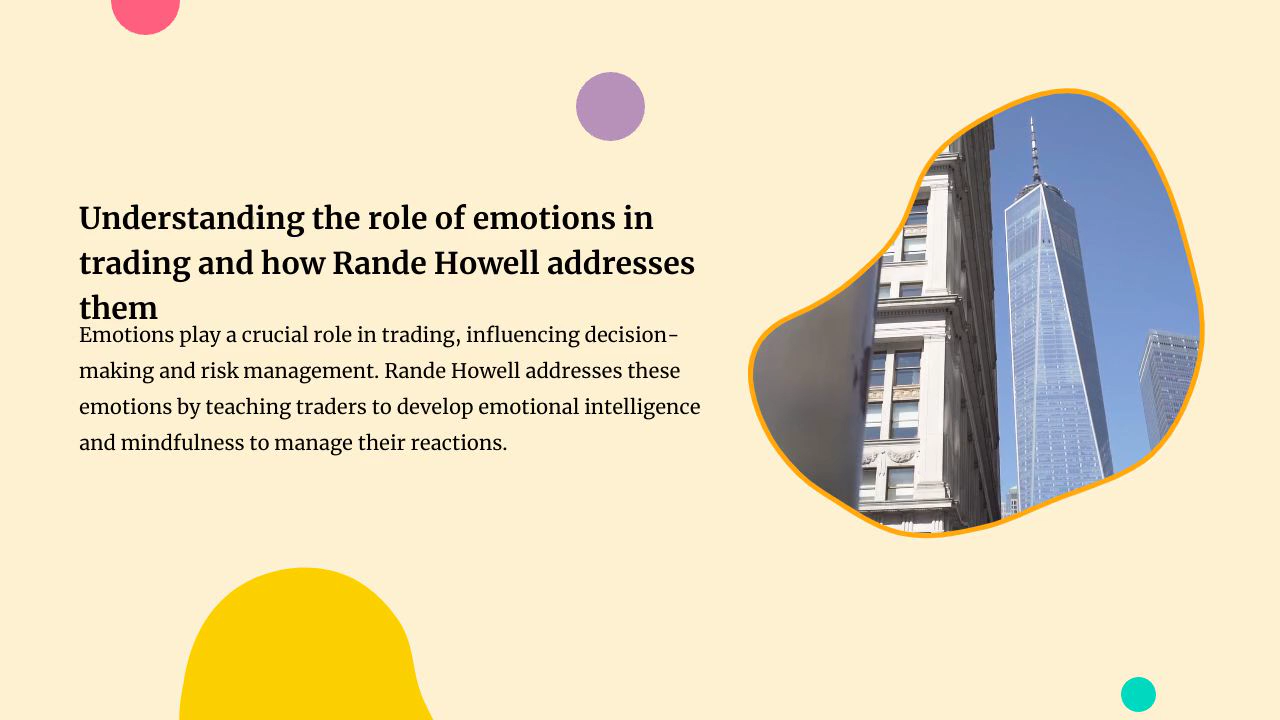 Understanding the role of emotions in
trading and how Rande Howell addresses
them
Emotions play a crucial role in trading, influencing decision-
making and risk management. Rande Howell addresses these
emotions by teaching traders to develop emotional intelligence
and mindfulness to manage their reactions.